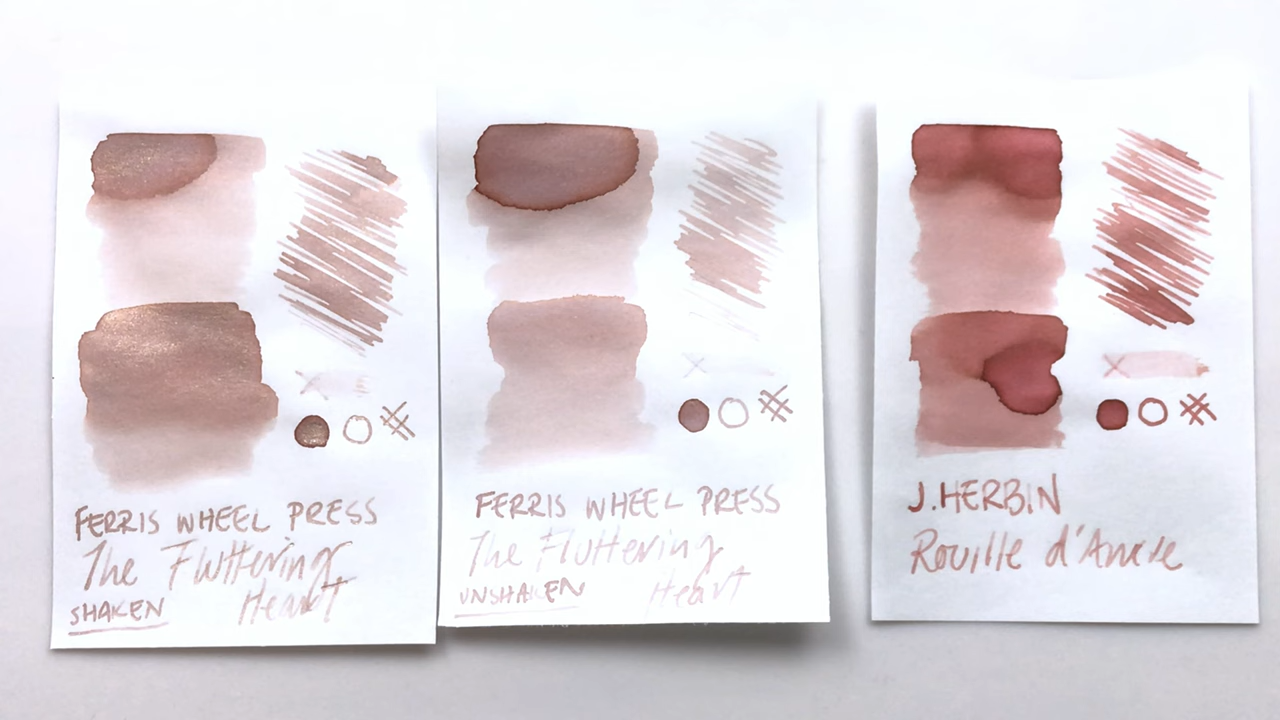 FERRIS WHEEL PRESS
The Fluttering
Heart
SHAKEN
FERRIS WHEEL PRESS
The Fluttering
Heart
UNSHAKEN
J. HERBIN
Rouille d'Ancre